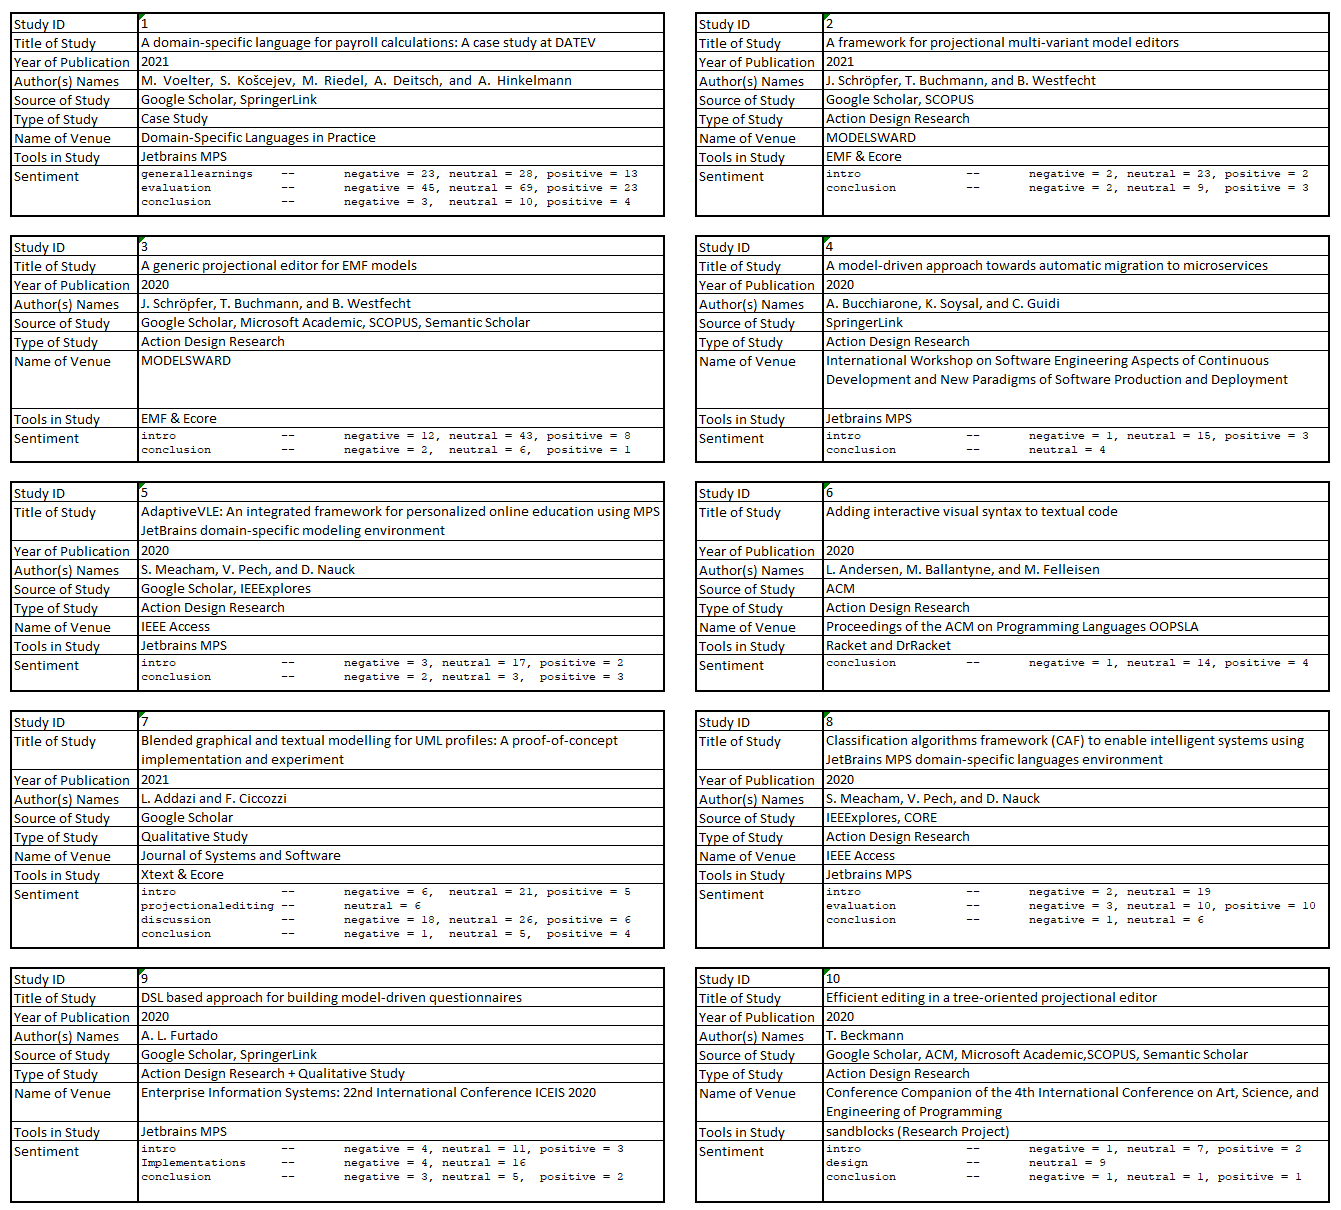 Study ID 1
Title of Study A domain-specific language for payroll calculations: A case study at DATEV
Year of Publication 2021
Author(s) Names M. Voelter, S. Košcejev, M. Riedel, A. Deitsch, and A. Hinkelmann
Source of Study Google Scholar, SpringerLink
Type of Study Case Study
Name of Venue Domain-Specific Languages in Practice
Tools in Study Jetbrains MPS
Sentiment generallearnings -- negative = 23, neutral = 28, positive = 13
evaluation -- negative = 45, neutral = 69, positive = 23
conclusion -- negative = 3, neutral = 10, positive = 4
Study ID 2
Title of Study A framework for projectional multi-variant model editors
Year of Publication 2021
Author(s) Names J. Schröpfer, T. Buchmann, and B. Westfecht
Source of Study Google Scholar, SCOPUS
Type of Study Action Design Research
Name of Venue MODELSWARD
Tools in Study EMF & Ecore
Sentiment intro -- negative = 2, neutral = 23, positive = 2
conclusion -- negative = 2, neutral = 9, positive = 3
Study ID 3
Title of Study A generic projectional editor for EMF models
Year of Publication 2020
Author(s) Names J. Schröpfer, T. Buchmann, and B. Westfecht
Source of Study Google Scholar, Microsoft Academic, SCOPUS, Semantic Scholar
Type of Study Action Design Research
Name of Venue MODELSWARD
Tools in Study EMF & Ecore
Sentiment intro -- negative = 12, neutral = 43, positive = 8
conclusion -- negative = 2, neutral = 6, positive = 1
Study ID 4
Title of Study A model-driven approach towards automatic migration to microservices
Year of Publication 2020
Author(s) Names A. Bucchiarone, K. Soysal, and C. Guidi
Source of Study SpringerLink
Type of Study Action Design Research
Name of Venue International Workshop on Software Engineering Aspects of Continuous
Development and New Paradigms of Software Production and Deployment
Tools in Study Jetbrains MPS
Sentiment intro -- negative = 1, neutral = 15, positive = 3
conclusion -- neutral = 4
Study ID 5
Title of Study AdaptiveVLE: An integrated framework for personalized online education using MPS
JetBrains domain-specific modeling environment
Year of Publication 2020
Author(s) Names S. Meacham, V. Pech, and D. Nauck
Source of Study Google Scholar, IEEExplores
Type of Study Action Design Research
Name of Venue IEEE Access
Tools in Study Jetbrains MPS
Sentiment intro -- negative = 3, neutral = 17, positive = 2
conclusion -- negative = 2, neutral = 3, positive = 3
Study ID 6
Title of Study Adding interactive visual syntax to textual code
Year of Publication 2020
Author(s) Names L. Andersen, M. Ballantyne, and M. Felleisen
Source of Study ACM
Type of Study Action Design Research
Name of Venue Proceedings of the ACM on Programming Languages OOPSLA
Tools in Study Racket and DrRacket
Sentiment conclusion -- negative = 1, neutral = 14, positive = 4
Study ID 7
Title of Study Blended graphical and textual modelling for UML profiles: A proof-of-concept
implementation and experiment
Year of Publication 2021
Author(s) Names L. Addazi and F. Ciccozzi
Source of Study Google Scholar
Type of Study Qualitative Study
Name of Venue Journal of Systems and Software
Tools in Study Xtext & Ecore
Sentiment intro -- negative = 6, neutral = 21, positive = 5
projectionalediting -- neutral = 6
discussion -- negative = 18, neutral = 26, positive = 6
conclusion -- negative = 1, neutral = 5, positive = 4
Study ID 8
Title of Study Classification algorithms framework (CAF) to enable intelligent systems using
JetBrains MPS domain-specific languages environment
Year of Publication 2020
Author(s) Names S. Meacham, V. Pech, and D. Nauck
Source of Study IEEExplores, CORE
Type of Study Action Design Research
Name of Venue IEEE Access
Tools in Study Jetbrains MPS
Sentiment intro -- negative = 2, neutral = 19
evaluation -- negative = 3, neutral = 10, positive = 10
conclusion -- negative = 1, neutral = 6
Study ID 9
Title of Study DSL based approach for building model-driven questionnaires
Year of Publication 2020
Author(s) Names A. L. Furtado
Source of Study Google Scholar, SpringerLink
Type of Study Action Design Research + Qualitative Study
Name of Venue Enterprise Information Systems: 22nd International Conference ICEIS 2020
Tools in Study Jetbrains MPS
Sentiment intro -- negative = 4, neutral = 11, positive = 3
Implementations -- negative = 4, neutral = 16
conclusion -- negative = 3, neutral = 5, positive = 2
Study ID 10
Title of Study Efficient editing in a tree-oriented projectional editor
Year of Publication 2020
Author(s) Names T. Beckmann
Source of Study Google Scholar, ACM, Microsoft Academic,SCOPUS, Semantic Scholar
Type of Study Action Design Research
Name of Venue Conference Companion of the 4th International Conference on Art, Science, and
Engineering of Programming
Tools in Study sandblocks (Research Project)
Sentiment intro -- negative = 1, neutral = 7, positive = 2
design -- neutral = 9
conclusion -- negative = 1, neutral = 1, positive = 1